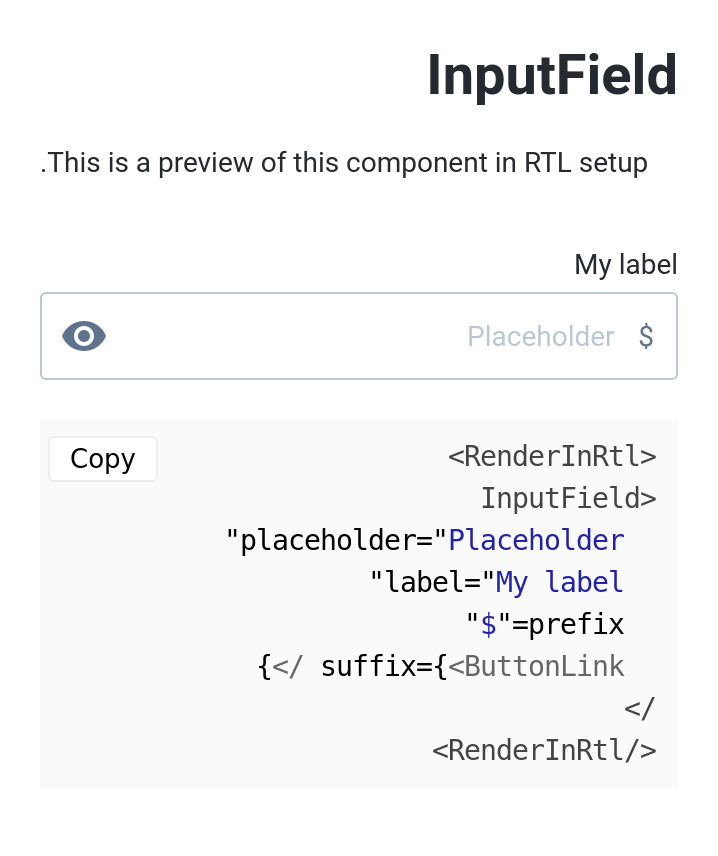 InputField
.This is a preview of this component in RTL setup
My label
Placeholder $
Copy
<RenderInRtl>
InputField>
"placeholder="Placeholder
"label="My label
"$"=prefix
{</ suffix={<ButtonLink
</
<RenderInRtl/>